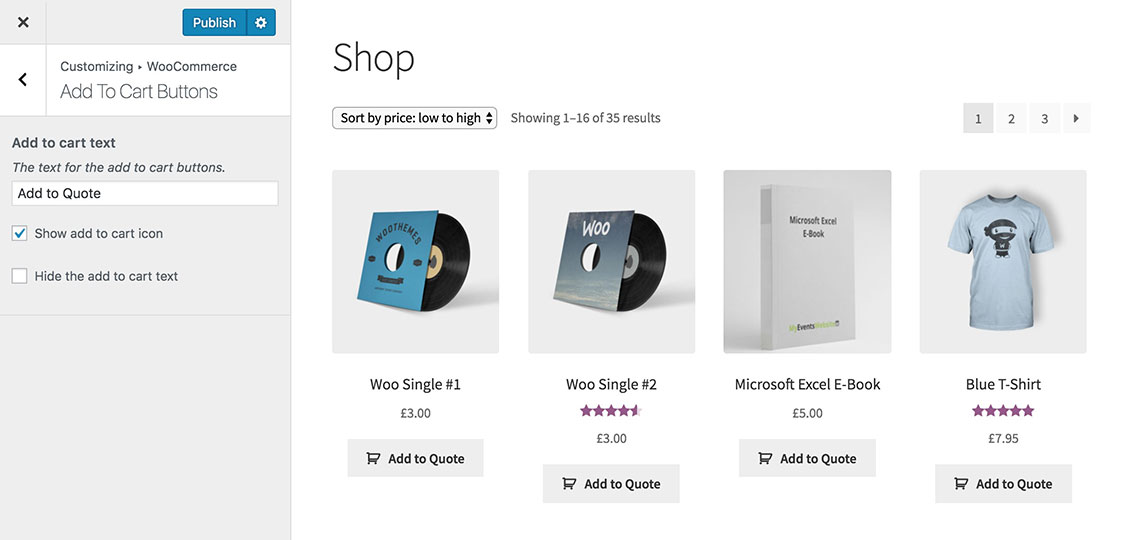 Publish
Customizing ▸ WooCommerce
Add To Cart Buttons
Add to cart text
The text for the add to cart buttons.
Add to Quote
Show add to cart icon
Hide the add to cart text
Shop
Sort by price: low to high
Showing 1–16 of 35 results
1 2 3
WOOTHEMES
WOO
Microsoft Excel
E-Book
MyEventsWebsite
W
Woo Single #1
£3.00
Add to Quote
Woo Single #2
£3.00
Add to Quote
Microsoft Excel E-Book
£5.00
Add to Quote
Blue T-Shirt
£7.95
Add to Quote